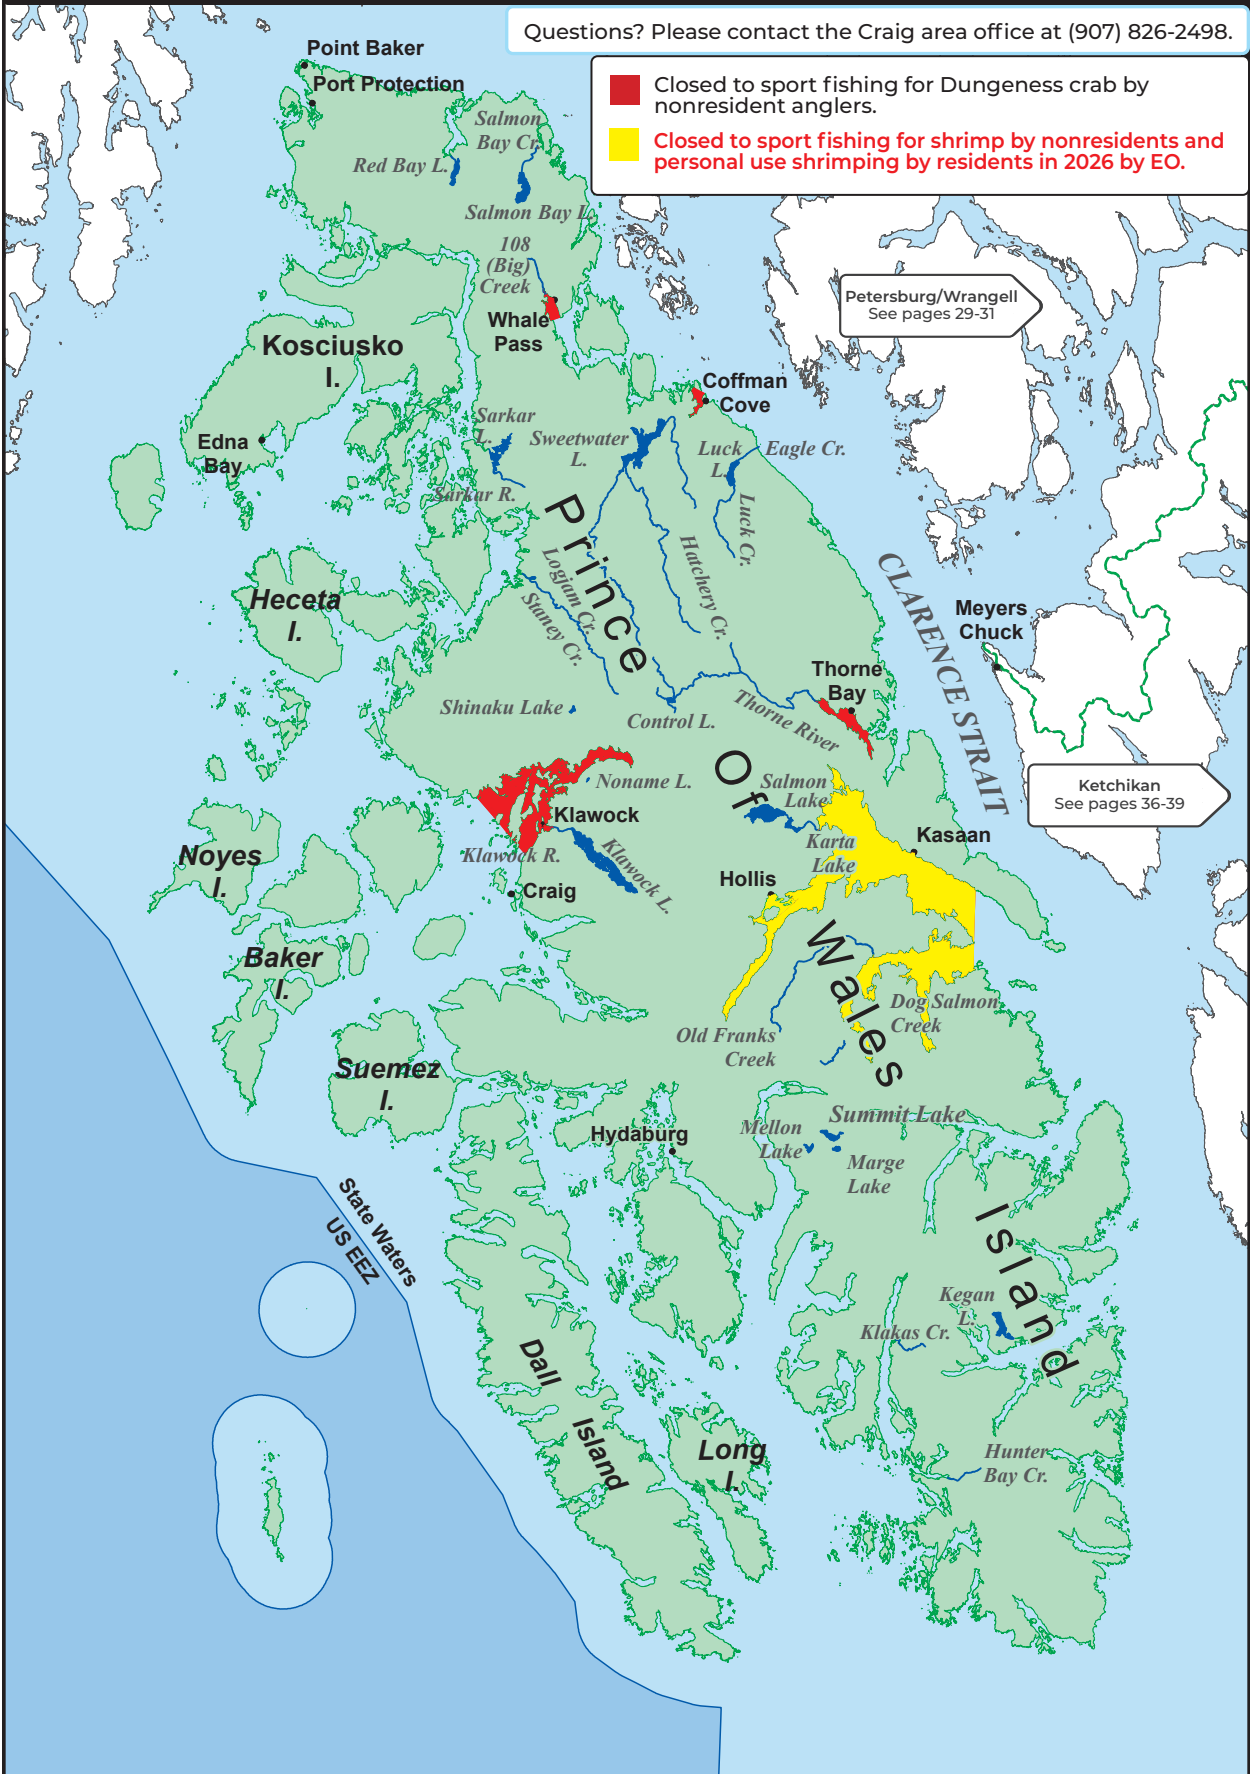 Questions? Please contact the Craig area office at (907) 826-2498.
Closed to sport fishing for Dungeness crab by
nonresident anglers.
Closed to sport fishing for shrimp by nonresidents and
personal use shrimping by residents in 2026 by EO.
Point Baker
Port Protection
Salmon
Bay Cr.
Red Bay L.
Salmon Bay L.
108
(Big)
Creek
Whale
Pass
Petersburg/Wrangell
See pages 29-31
Kosciusko
I.
Coffman
Cove
Edna
Bay
Sarkar
L.
Sweetwater
L.
Luck
L.
Eagle Cr.
Sarkar R.
Luck Cr.
Hatchery Cr.
Logjam Cr.
Staney Cr.
Prince
Heceta
I.
CLARENCE STRAIT
Meyers
Chuck
Thorne
Bay
Shinaku Lake
Control L.
Thorne River
Of
Ketchikan
See pages 36-39
Noname L.
Salmon
Lake
Klawock
Karta
Lake
Kasaan
Klawock R.
Klawock L.
Hollis
Craig
Noyes
I.
Baker
I.
Wales
Dog Salmon
Creek
Old Franks
Creek
Suemez
I.
Summit Lake
Hydaburg
Mellon
Lake
Marge
Lake
State Waters
US EEZ
Island
Kegan
L.
Klakas Cr.
Dall
Island
Long
I.
Hunter
Bay Cr.